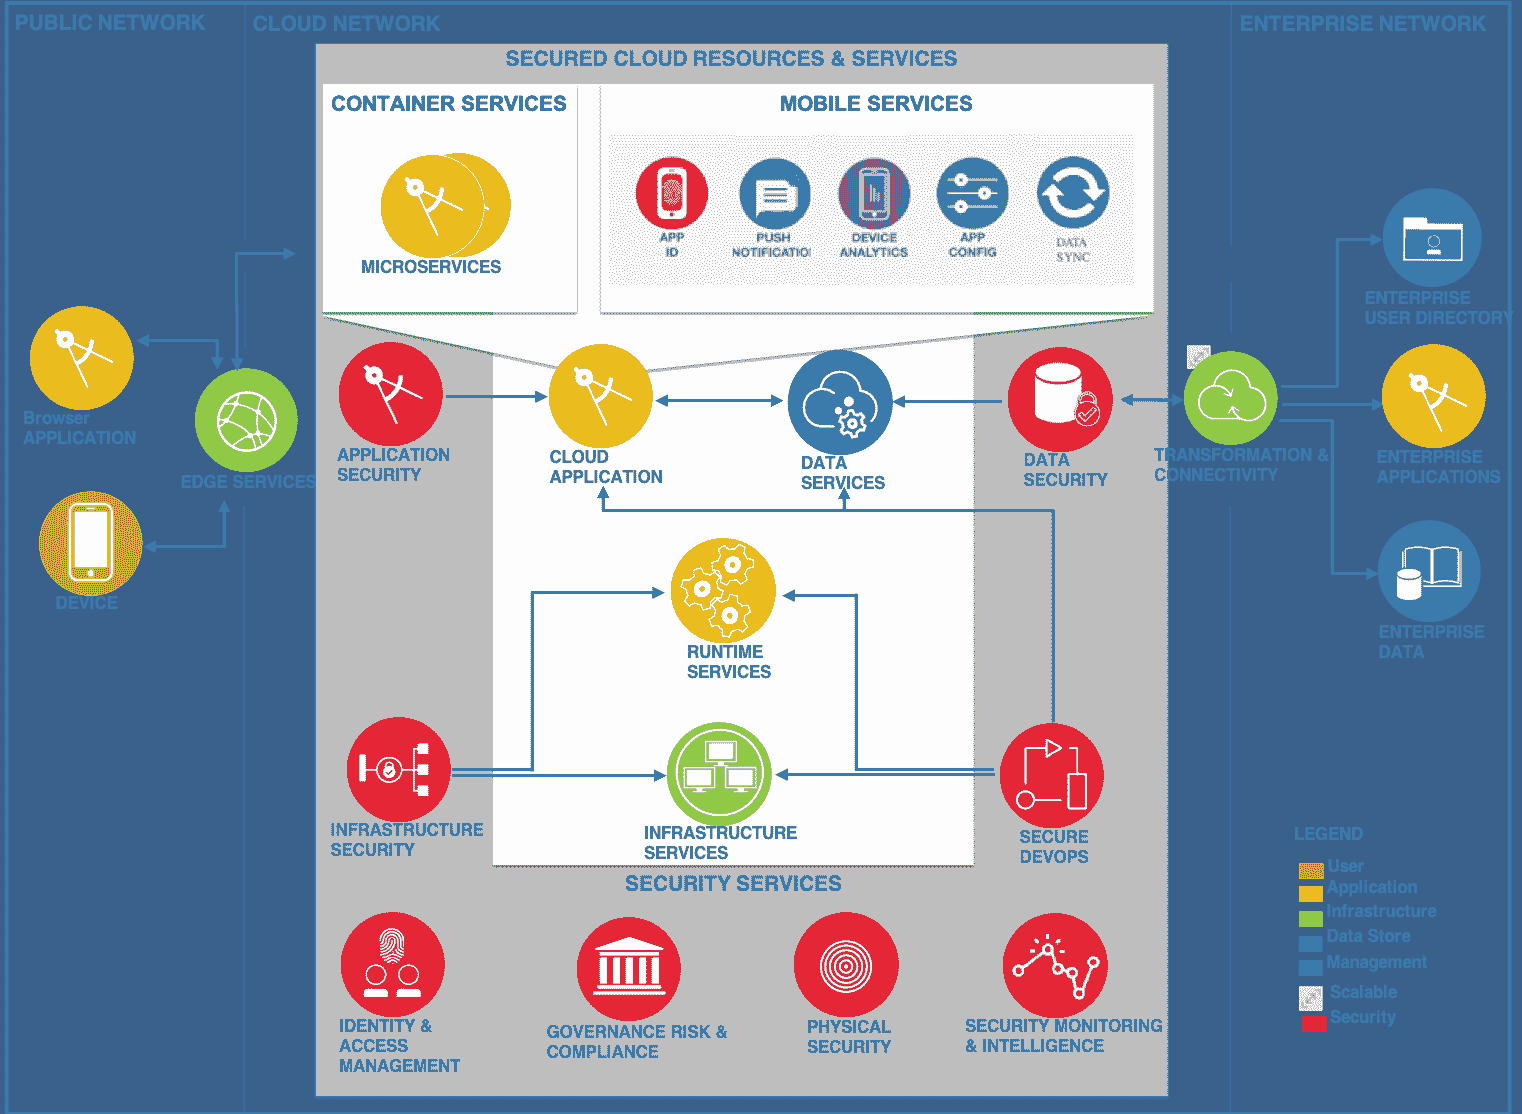 PUBLIC NETWORK
CLOUD NETWORK
ENTERPRISE NETWORK
SECURED CLOUD RESOURCES & SERVICES
CONTAINER SERVICES
MOBILE SERVICES
MICROSERVICES
APP
ID
PUSH
NOTIFICATIO
DEVICE
ANALYTICS
APP
CONFIG
DATA
SYNC
Browser
APPLICATION
EDGE SERVICES
DEVICE
APPLICATION
SECURITY
CLOUD
APPLICATION
DATA
SERVICES
DATA
SECURITY
TRANSFORMATION &
CONNECTIVITY
ENTERPRISE
USER DIRECTORY
ENTERPRISE
APPLICATIONS
ENTERPRISE
DATA
RUNTIME
SERVICES
INFRASTRUCTURE
SECURITY
INFRASTRUCTURE
SERVICES
SECURE
DEVOPS
SECURITY SERVICES
IDENTITY &
ACCESS
MANAGEMENT
GOVERNANCE RISK &
COMPLIANCE
PHYSICAL
SECURITY
SECURITY MONITORING
& INTELLIGENCE
LEGEND
User
Application
Infrastructure
Data Store
Management
Scalable
Security